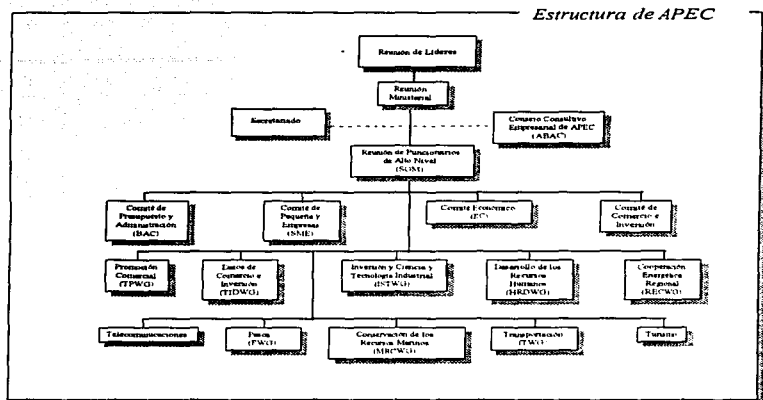 Estructura de APEC
Reunión de Líderes
Reunión
Ministerial
Secretariado
Consejo Consultivo
Empresarial de APEC
(ABAC)
Reunión de Funcionarios
de Alto Nivel
(SOM)
Comité de
Presupuesto y
Administración
(BAC)
Comité de
Pequeña y
Empresas
(SME)
Comité Económico
(EC)
Comité de
Comercio e
Inversión
Promoción
Comercial
(TPWG)
Datos de
Comercio e
Inversión
(TIDWG)
Inversión y Ciencia y
Tecnología Industrial
(ISTWG)
Desarrollo de los
Recursos
Humanos
(HRDWG)
Cooperación
Energética
Regional
(RECWG)
Telecomunicaciones
Pesca
(FWG)
Conservación de los
Recursos Marinos
(MRCWG)
Transportación
(TWG)
Turismo